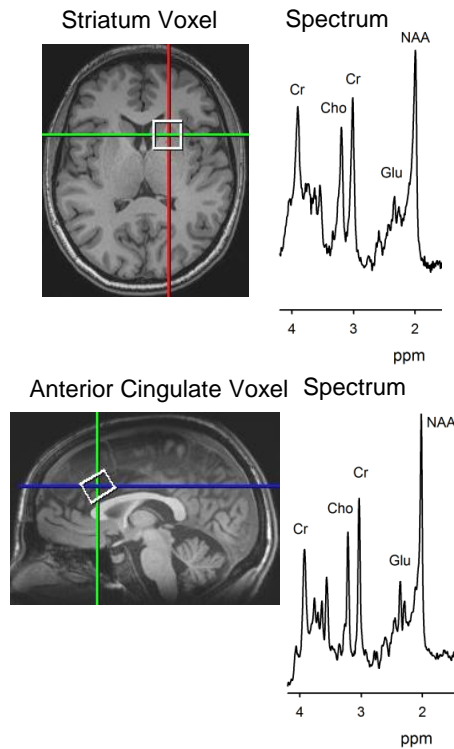 Striatum Voxel
Spectrum
NAA
Cr
Cho
Cr
Glu
4 3 2
ppm
Anterior Cingulate Voxel
Spectrum
NAA
Cr
Cho
Cr
Glu
4 3 2
ppm